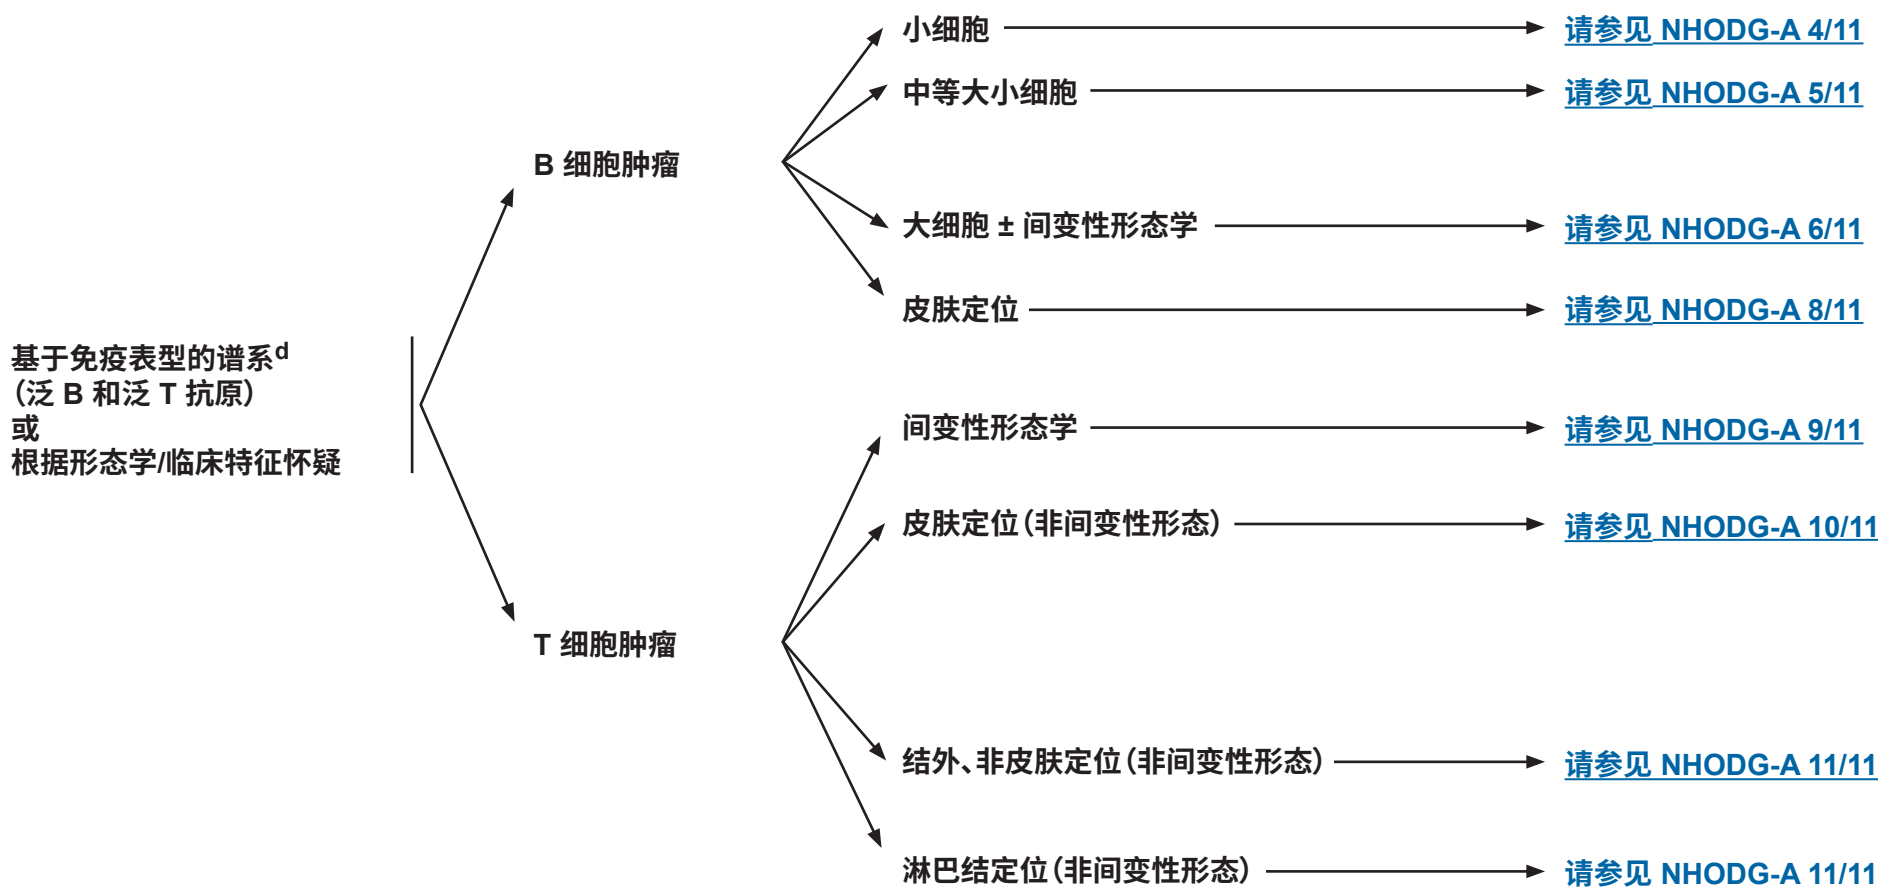 小细胞
请参见 NHODG-A 4/11
中等大小细胞
请参见 NHODG-A 5/11
B 细胞肿瘤
大细胞 ± 间变性形态学
请参见 NHODG-A 6/11
皮肤定位
请参见 NHODG-A 8/11
基于免疫表型的谱系d
（泛 B 和泛 T 抗原）
或
根据形态学/临床特征怀疑
间变性形态学
请参见 NHODG-A 9/11
皮肤定位（非间变性形态）
请参见 NHODG-A 10/11
T 细胞肿瘤
结外、非皮肤定位（非间变性形态）
请参见 NHODG-A 11/11
淋巴结定位（非间变性形态）
请参见 NHODG-A 11/11